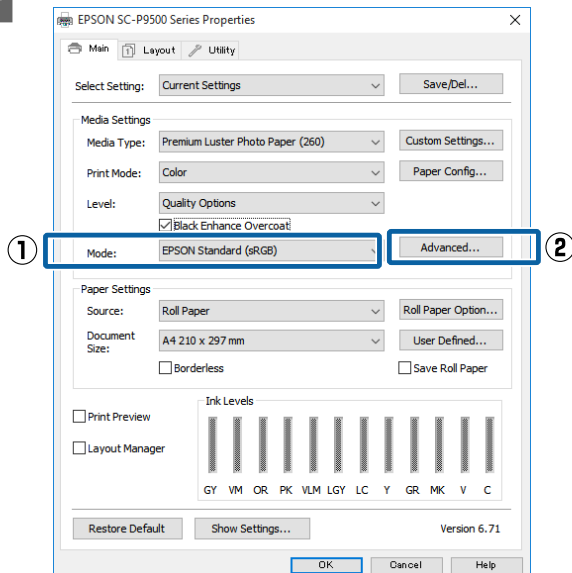 EPSON SC-P9500 Series Properties
Main Layout Utility
Select Setting: Current Settings Save/Del...
Media Settings
Media Type: Premium Luster Photo Paper (260) Custom Settings...
Print Mode: Color Paper Config...
Level: Quality Options
Black Enhance Overcoat
① Mode: EPSON Standard (sRGB) Advanced... ②
Paper Settings
Source: Roll Paper Roll Paper Option...
Document Size: A4 210 x 297 mm User Defined...
Borderless Save Roll Paper
Ink Levels
Print Preview
Layout Manager
GY VM OR PK VLM LGY LC Y GR MK V C
Restore Default Show Settings... Version 6.71
OK Cancel Help